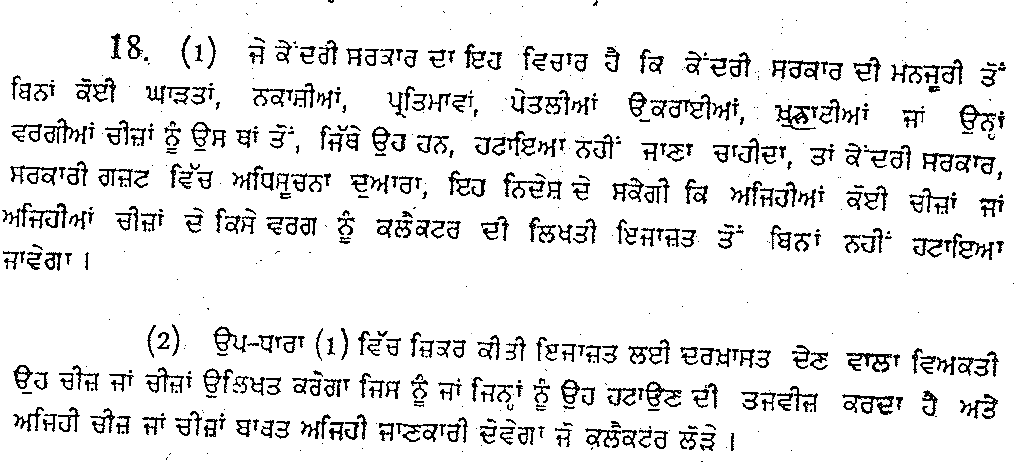 18. (1) ਜੇ ਕੇਂਦਰੀ ਸਰਕਾਰ ਦਾ ਇਹ ਵਿਚਾਰ ਹੈ ਕਿ ਕੇਂਦਰੀ ਸਰਕਾਰ ਦੀ ਮਨਜੂਰੀ ਤੋਂ
ਬਿਨਾਂ ਕੋਈ ਘਾੜਤਾਂ, ਨਕਾਸ਼ੀਆਂ, ਪ੍ਰਤਿਮਾਵਾਂ, ਪੇਤਲੀਆਂ ਉਕਰਾਈਆਂ, ਖੁਨਾਈਆਂ ਜਾਂ ਉਨ੍ਹਾਂ
ਵਰਗੀਆਂ ਚੀਜ਼ਾਂ ਨੂੰ ਉਸ ਥਾਂ ਤੋਂ, ਜਿੱਥੇ ਉਹ ਹਨ, ਹਟਾਇਆ ਨਹੀਂ ਜਾਣਾ ਚਾਹੀਦਾ, ਤਾਂ ਕੇਂਦਰੀ ਸਰਕਾਰ,
ਸਰਕਾਰੀ ਗਜ਼ਟ ਵਿੱਚ ਅਧਿਸੂਚਨਾ ਦੁਆਰਾ, ਇਹ ਨਿਦੇਸ਼ ਦੇ ਸਕੇਗੀ ਕਿ ਅਜਿਹੀਆਂ ਕੋਈ ਚੀਜ਼ਾਂ ਜਾਂ
ਅਜਿਹੀਆਂ ਚੀਜ਼ਾਂ ਦੇ ਕਿਸੇ ਵਰਗ ਨੂੰ ਕਲੈਕਟਰ ਦੀ ਲਿਖਤੀ ਇਜਾਜ਼ਤ ਤੋਂ ਬਿਨਾਂ ਨਹੀਂ ਹਟਾਇਆ
ਜਾਵੇਗਾ।
(2) ਉਪ-ਧਾਰਾ (1) ਵਿੱਚ ਜ਼ਿਕਰ ਕੀਤੀ ਇਜਾਜ਼ਤ ਲਈ ਦਰਖ਼ਾਸਤ ਦੇਣ ਵਾਲਾ ਵਿਅਕਤੀ
ਉਹ ਚੀਜ਼ ਜਾਂ ਚੀਜ਼ਾਂ ਉਲਿਖਤ ਕਰੇਗਾ ਜਿਸ ਨੂੰ ਜਾਂ ਜਿਨ੍ਹਾਂ ਨੂੰ ਉਹ ਹਟਾਉਣ ਦੀ ਤਜਵੀਜ਼ ਕਰਦਾ ਹੈ ਅਤੇ
ਅਜਿਹੀ ਚੀਜ਼ ਜਾਂ ਚੀਜ਼ਾਂ ਬਾਬਤ ਅਜਿਹੀ ਜਾਣਕਾਰੀ ਦੇਵੇਗਾ ਜੋ ਕਲੈਕਟਰ ਲੋੜੇ।